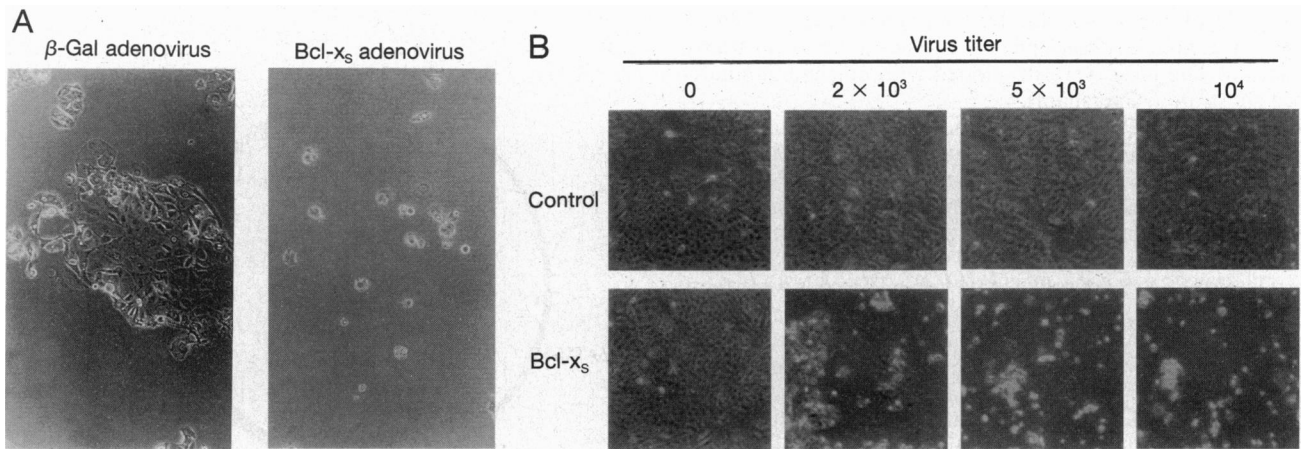 A
β-Gal adenovirus
Bcl-xₛ adenovirus
B
Virus titer
0
2 × 10³
5 × 10³
10⁴
Control
Bcl-xₛ